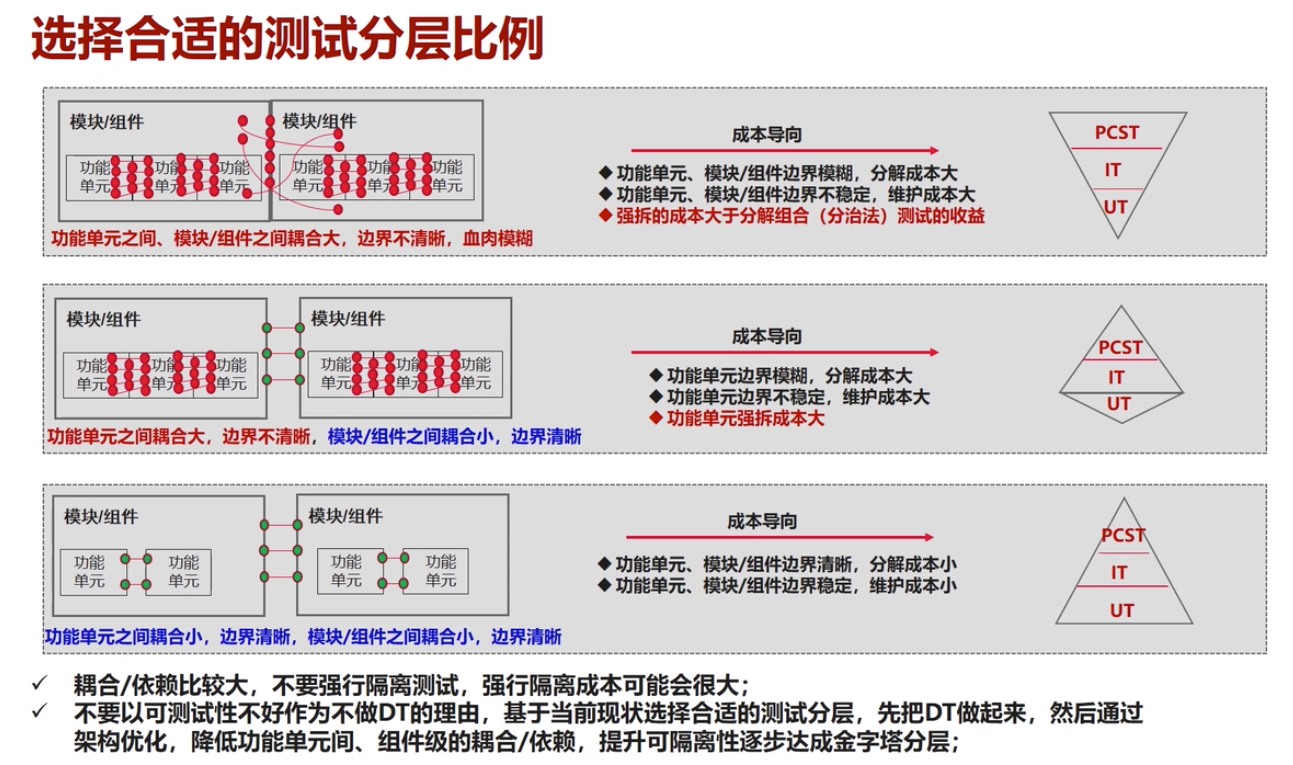 选择合适的测试分层比例
模块/组件
模块/组件
功能
单元
功能
单元
功能
单元
功能
单元
功能
单元
功能
单元
功能单元之间、模块/组件之间耦合大，边界不清晰，血肉模糊
成本导向
◆功能单元、模块/组件边界模糊，分解成本大
◆功能单元、模块/组件边界不稳定，维护成本大
◆强拆的成本大于分解组合（分治法）测试的收益
PCST
IT
UT
模块/组件
模块/组件
功能
单元
功能
单元
功能
单元
功能
单元
功能
单元
功能
单元
功能单元之间耦合大，边界不清晰，模块/组件之间耦合小，边界清晰
成本导向
◆功能单元边界模糊，分解成本大
◆功能单元边界不稳定，维护成本大
◆功能单元强拆成本大
PCST
IT
UT
模块/组件
模块/组件
功能
单元
功能
单元
功能
单元
功能
单元
功能单元之间耦合小，边界清晰，模块/组件之间耦合小，边界清晰
成本导向
◆功能单元、模块/组件边界清晰，分解成本小
◆功能单元、模块/组件边界稳定，维护成本小
PCST
IT
UT
✓ 耦合/依赖比较大，不要强行隔离测试，强行隔离成本可能会很大；
✓ 不要以可测试性不好作为不做DT的理由，基于当前现状选择合适的测试分层，先把DT做起来，然后通过
架构优化，降低功能单元间、组件级的耦合/依赖，提升可隔离性逐步达成金字塔分层；